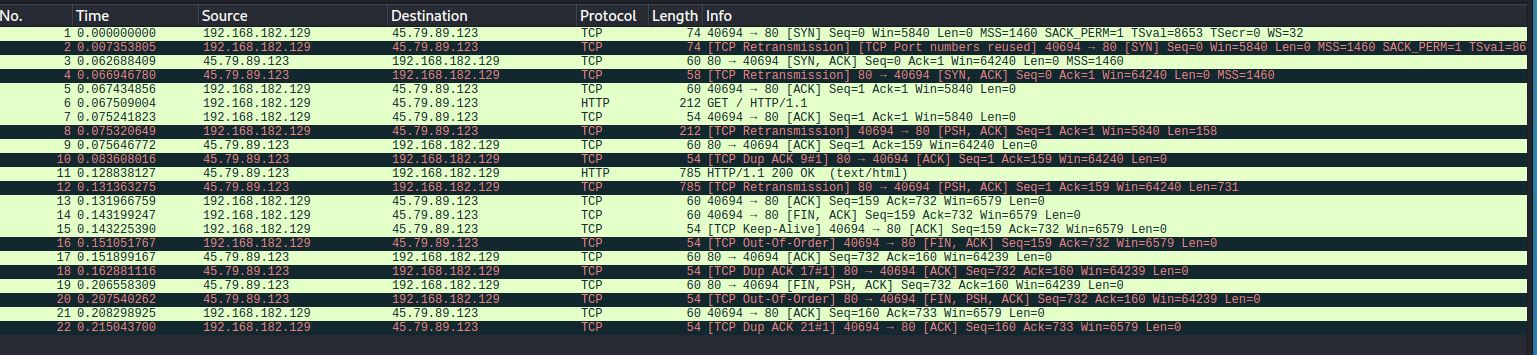 No. Time Source Destination Protocol Length Info
1 0.000000000 192.168.182.129 45.79.89.123 TCP 74 40694 → 80 [SYN] Seq=0 Win=5840 Len=0 MSS=1460 SACK_PERM=1 TSval=8653 TSecr=0 WS=32
2 0.007353805 192.168.182.129 45.79.89.123 TCP 74 [TCP Retransmission] [TCP Port numbers reused] 40694 → 80 [SYN] Seq=0 Win=5840 Len=0 MSS=1460 SACK_PERM=1 TSval=86
3 0.062688409 45.79.89.123 192.168.182.129 TCP 60 80 → 40694 [SYN, ACK] Seq=0 Ack=1 Win=64240 Len=0 MSS=1460
4 0.066946780 45.79.89.123 192.168.182.129 TCP 58 [TCP Retransmission] 80 → 40694 [SYN, ACK] Seq=0 Ack=1 Win=64240 Len=0 MSS=1460
5 0.067434856 192.168.182.129 45.79.89.123 TCP 60 40694 → 80 [ACK] Seq=1 Ack=1 Win=5840 Len=0
6 0.067509004 192.168.182.129 45.79.89.123 HTTP 212 GET / HTTP/1.1
7 0.075241823 192.168.182.129 45.79.89.123 TCP 54 40694 → 80 [ACK] Seq=1 Ack=1 Win=5840 Len=0
8 0.075320649 192.168.182.129 45.79.89.123 TCP 212 [TCP Retransmission] 40694 → 80 [PSH, ACK] Seq=1 Ack=1 Win=5840 Len=158
9 0.075646772 45.79.89.123 192.168.182.129 TCP 60 80 → 40694 [ACK] Seq=1 Ack=159 Win=64240 Len=0
10 0.083608016 45.79.89.123 192.168.182.129 TCP 54 [TCP Dup ACK 9#1] 80 → 40694 [ACK] Seq=1 Ack=159 Win=64240 Len=0
11 0.128838127 45.79.89.123 192.168.182.129 HTTP 785 HTTP/1.1 200 OK (text/html)
12 0.131363275 45.79.89.123 192.168.182.129 TCP 785 [TCP Retransmission] 80 → 40694 [PSH, ACK] Seq=1 Ack=159 Win=64240 Len=731
13 0.131966759 192.168.182.129 45.79.89.123 TCP 60 40694 → 80 [ACK] Seq=159 Ack=732 Win=6579 Len=0
14 0.143199247 192.168.182.129 45.79.89.123 TCP 60 40694 → 80 [FIN, ACK] Seq=159 Ack=732 Win=6579 Len=0
15 0.143225390 192.168.182.129 45.79.89.123 TCP 54 [TCP Keep-Alive] 40694 → 80 [ACK] Seq=159 Ack=732 Win=6579 Len=0
16 0.151051767 192.168.182.129 45.79.89.123 TCP 54 [TCP Out-Of-Order] 40694 → 80 [FIN, ACK] Seq=159 Ack=732 Win=6579 Len=0
17 0.151899167 45.79.89.123 192.168.182.129 TCP 60 80 → 40694 [ACK] Seq=732 Ack=160 Win=64239 Len=0
18 0.162881116 45.79.89.123 192.168.182.129 TCP 54 [TCP Dup ACK 17#1] 80 → 40694 [ACK] Seq=732 Ack=160 Win=64239 Len=0
19 0.206558309 45.79.89.123 192.168.182.129 TCP 60 80 → 40694 [FIN, PSH, ACK] Seq=732 Ack=160 Win=64239 Len=0
20 0.207540262 45.79.89.123 192.168.182.129 TCP 54 [TCP Out-Of-Order] 80 → 40694 [FIN, PSH, ACK] Seq=732 Ack=160 Win=64239 Len=0
21 0.208298925 192.168.182.129 45.79.89.123 TCP 60 40694 → 80 [ACK] Seq=160 Ack=733 Win=6579 Len=0
22 0.215043700 192.168.182.129 45.79.89.123 TCP 54 [TCP Dup ACK 21#1] 40694 → 80 [ACK] Seq=160 Ack=733 Win=6579 Len=0